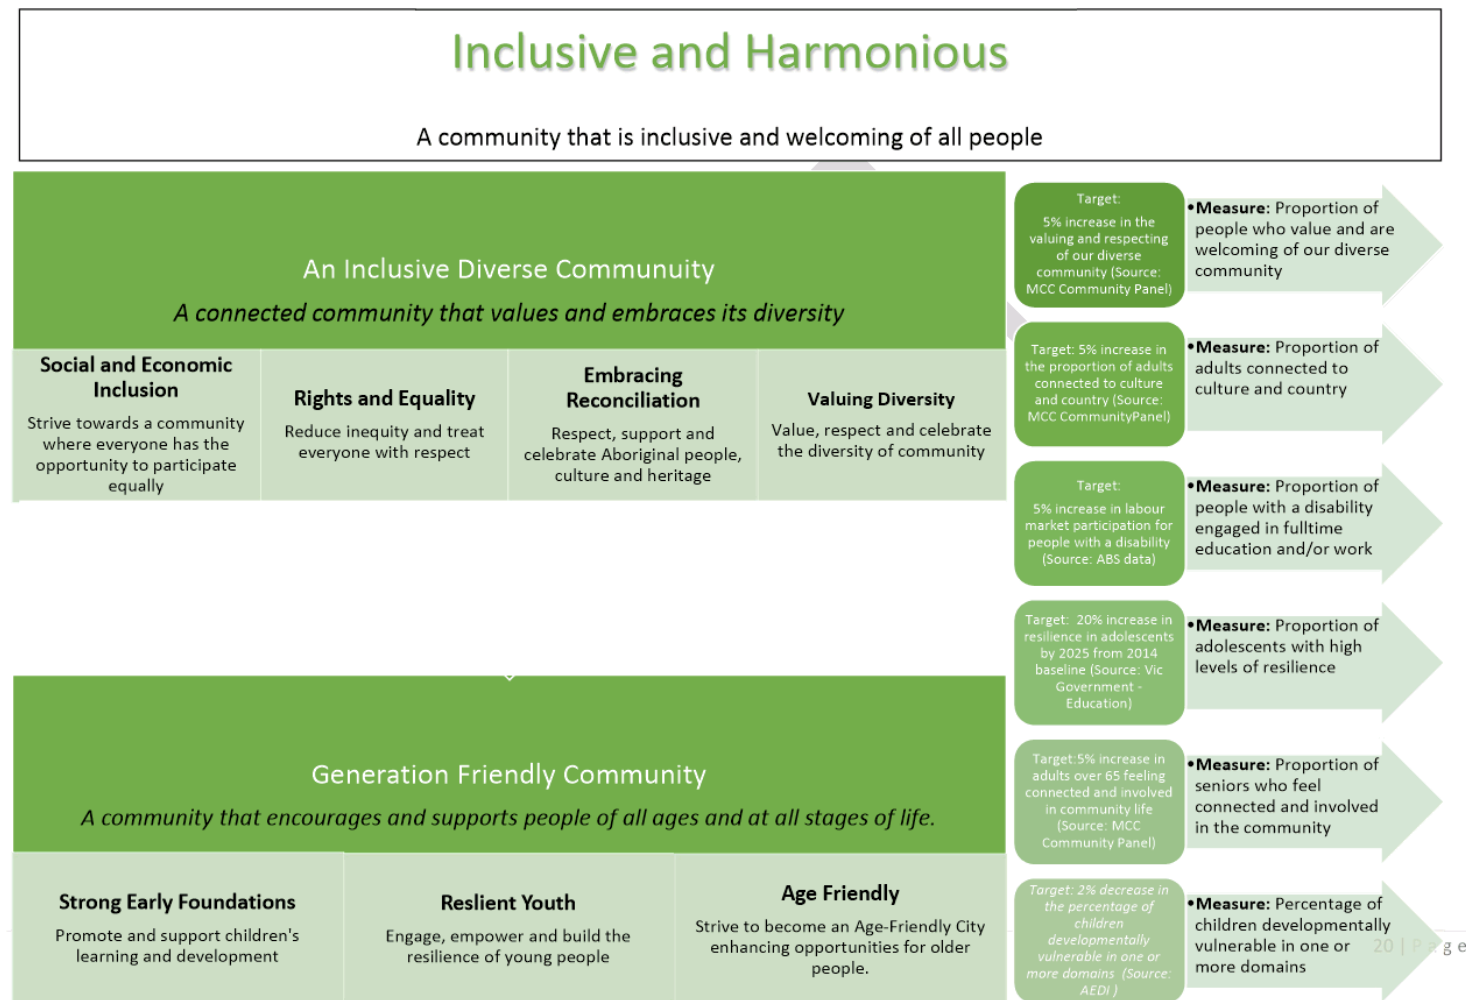 Inclusive and Harmonious
A community that is inclusive and welcoming of all people
An Inclusive Diverse Communuity
A connected community that values and embraces its diversity
Social and Economic
Inclusion
Strive towards a community
where everyone has the
opportunity to participate
equally
Rights and Equality
Reduce inequity and treat
everyone with respect
Embracing
Reconciliation
Respect, support and
celebrate Aboriginal people,
culture and heritage
Valuing Diversity
Value, respect and celebrate
the diversity of community
Generation Friendly Community
A community that encourages and supports people of all ages and at all stages of life.
Strong Early Foundations
Promote and support children's
learning and development
Reslient Youth
Engage, empower and build the
resilience of young people
Age Friendly
Strive to become an Age-Friendly City
enhancing opportunities for older
people.
Target:
5% increase in the
valuing and respecting
of our diverse
community (Source:
MCC Community Panel)
•Measure: Proportion of
people who value and are
welcoming of our diverse
community
Target: 5% increase in
the proportion of adults
connected to culture
and country (Source:
MCC CommunityPanel)
•Measure: Proportion of
adults connected to
culture and country
Target:
5% increase in labour
market participation for
people with a disability
(Source: ABS data)
•Measure: Proportion of
people with a disability
engaged in fulltime
education and/or work
Target:  20% increase in
resilience in adolescents
by 2025 from 2014
baseline (Source: Vic
Government -
Education)
•Measure: Proportion of
adolescents with high
levels of resilience
Target:5% increase in
adults over 65 feeling
connected and involved
in community life
(Source: MCC
Community Panel)
•Measure: Proportion of
seniors who feel
connected and involved
in the community
Target: 2% decrease in
the percentage of
children
developmentally
vulnerable in one or
more domains  (Source:
AEDI )
•Measure: Percentage of
children developmentally
vulnerable in one or
more domains
20 | P a g e